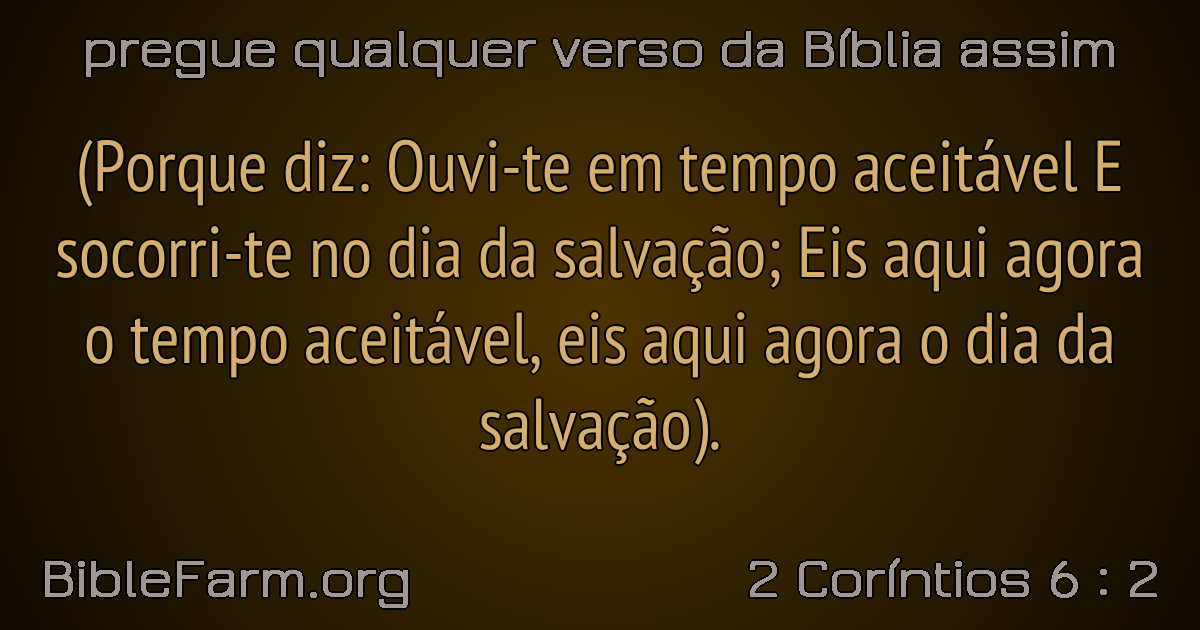 pregue qualquer verso da Bíblia assim
(Porque diz: Ouvi-te em tempo aceitável E
socorri-te no dia da salvação; Eis aqui agora
o tempo aceitável, eis aqui agora o dia da
salvação).
BibleFarm.org
2 Coríntios 6 : 2